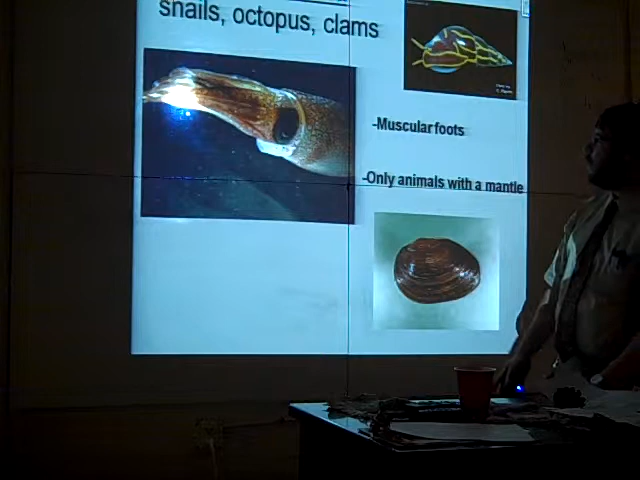 snails, octopus, clams
-Muscular foots
-Only animals with a mantle